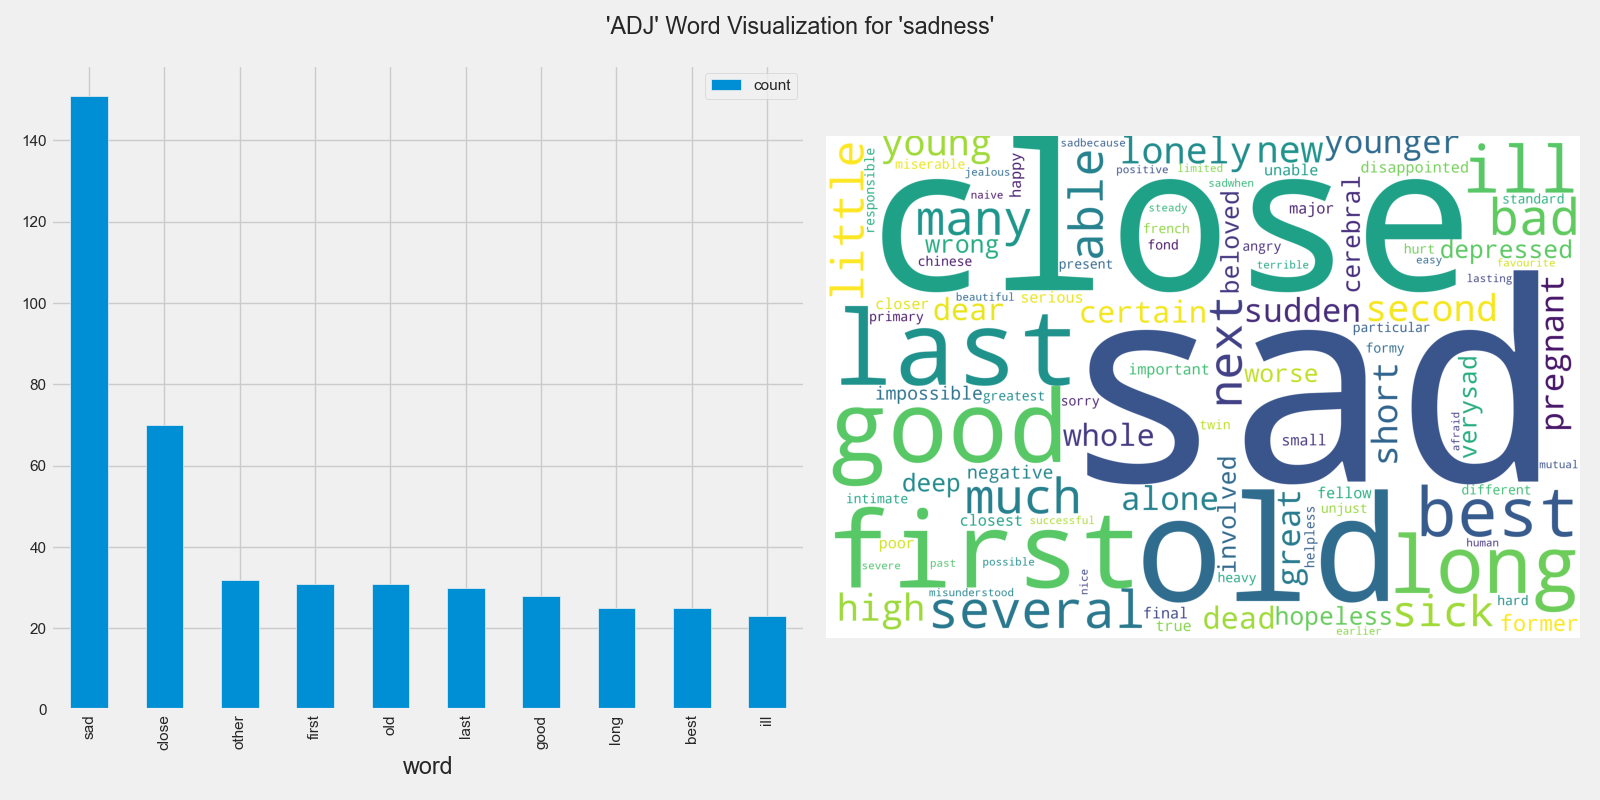 'ADJ' Word Visualization for 'sadness'
count
140
120
100
80
60
40
20
0
sad
close
other
first
old
last
good
long
best
ill
word
little
responsible
young
miserable
jealous
naive
happy
many
wrong
chinese
close
sadbecause
able
present
lonely
positive
limited
sadwhen
new
unable
younger
disappointed
ill
standard
bad
depressed
hurt
easy
favourite
lasting
steady
french
fond
terrible
angry
major
beloved
cerebral
closer
primary
dear
beautiful
serious
certain
next
sudden
second
particular
formy
pregnant
last
impossible
greatest
sorry
important
worse
sad
short
verysad
afraid
good
whole
twin
small
mutual
deep
negative
intimate
much
closest
successful
alone
involved
old
great
helpless
fellow
unjust
different
best
human
first
poor
severe
past
possible
nice
misunderstood
heavy
long
high
several
final
true
dead
hopeless
earlier
sick
hard
former